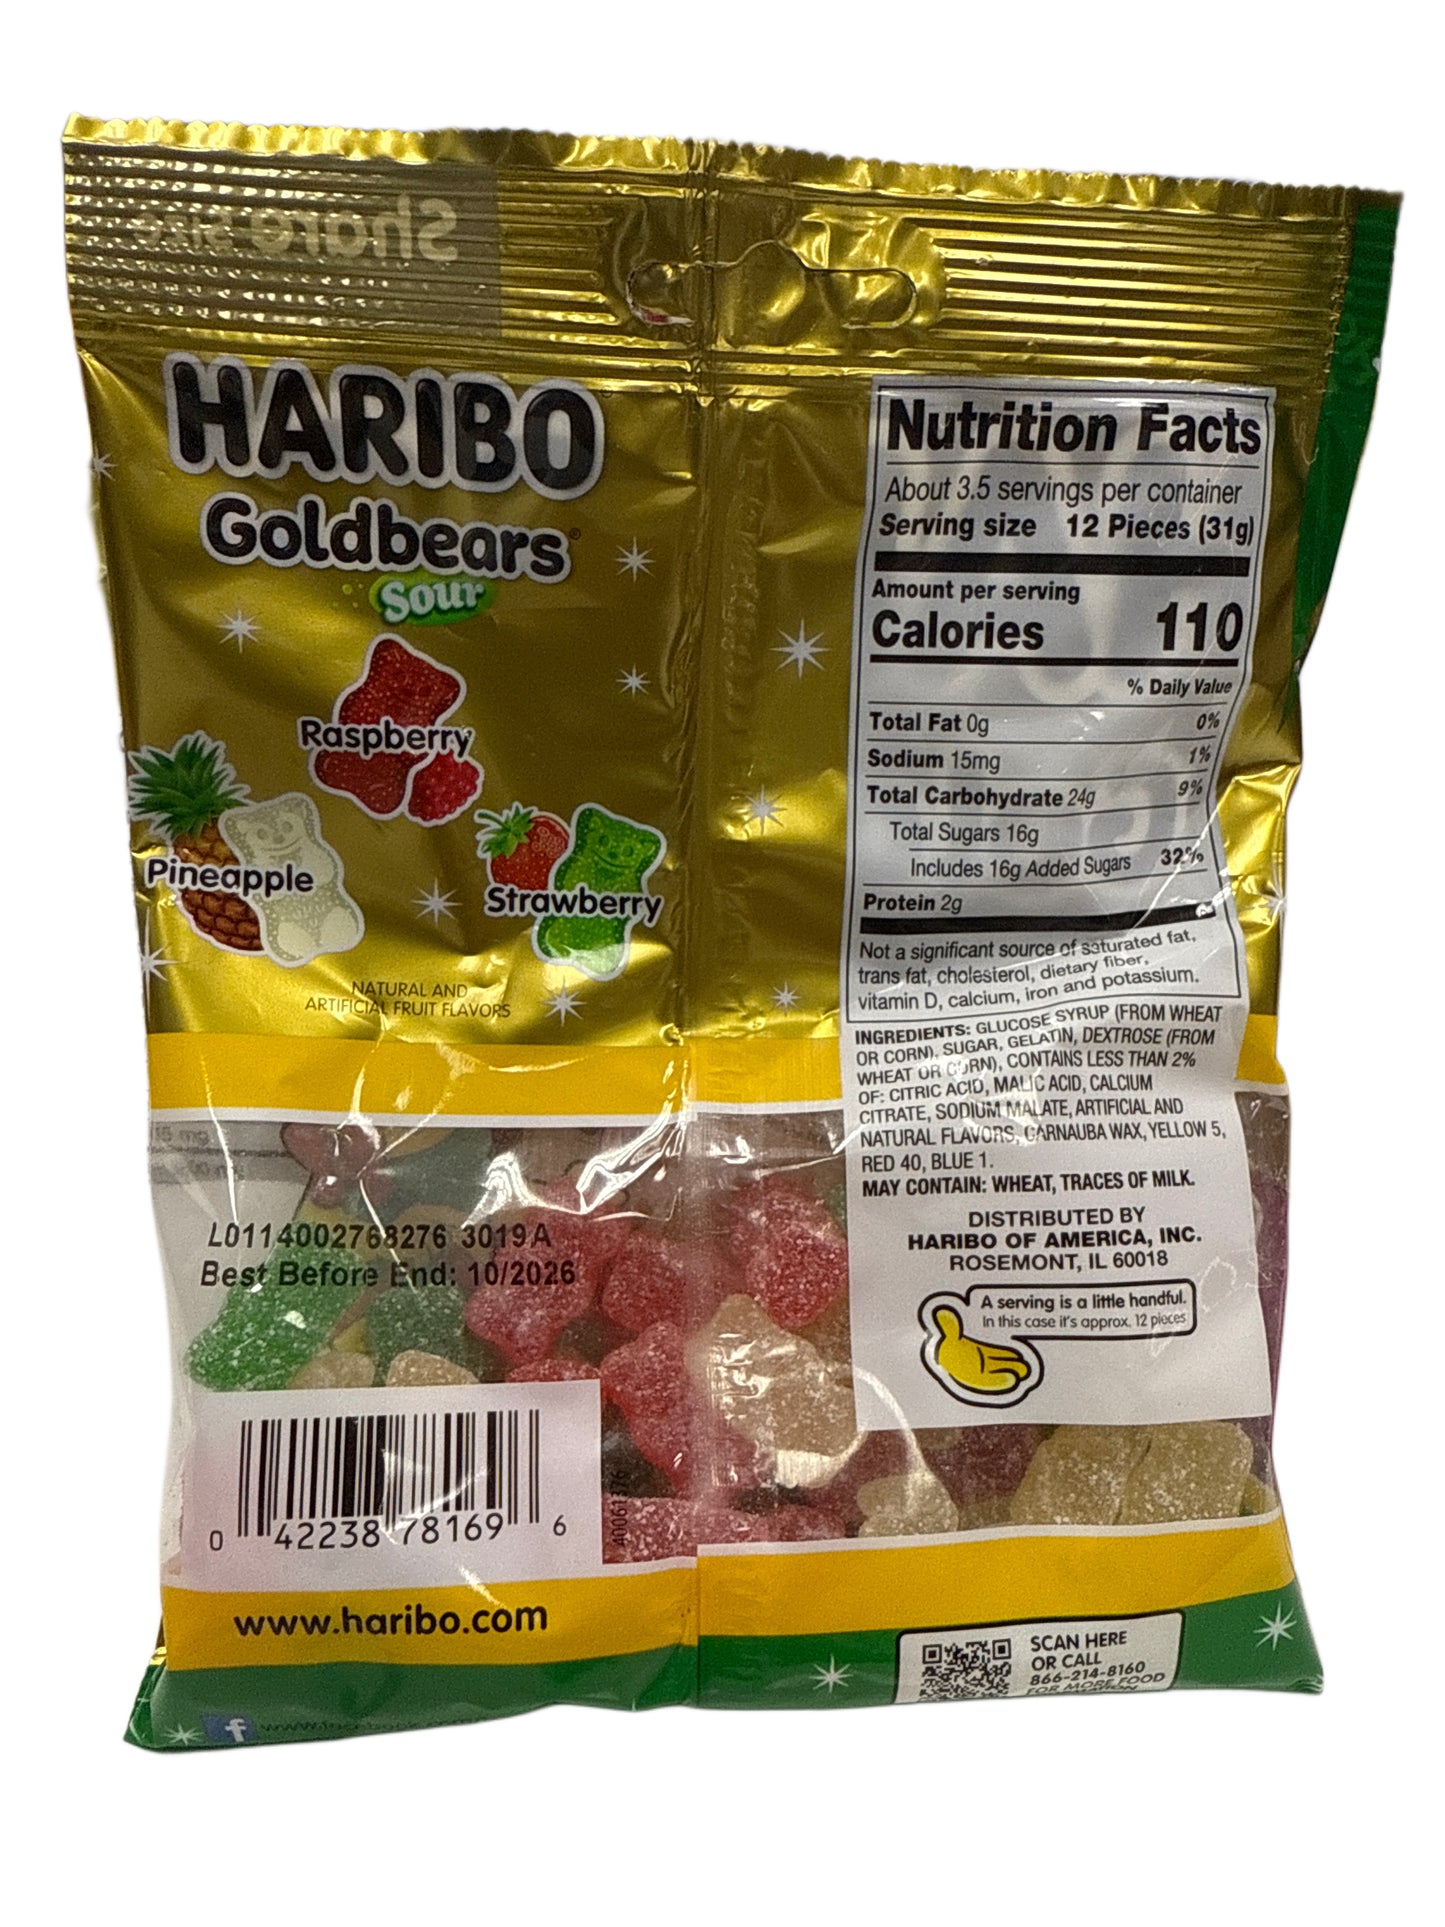 Share Size
HARIBO
Goldbears®
Sour
Raspberry
Pineapple
Strawberry
NATURAL AND
ARTIFICIAL FRUIT FLAVORS
L0114002768276 3019 A
Best Before End: 10/2026
0 42238 78169 6
40061376
www.haribo.com
Nutrition Facts
About 3.5 servings per container
Serving size 12 Pieces (31g)
Amount per serving
Calories 110
% Daily Value
Total Fat 0g 0%
Sodium 15mg 1%
Total Carbohydrate 24g 9%
Total Sugars 16g
Includes 16g Added Sugars 32%
Protein 2g
Not a significant source of saturated fat,
trans fat, cholesterol, dietary fiber,
vitamin D, calcium, iron and potassium.
INGREDIENTS: GLUCOSE SYRUP (FROM WHEAT
OR CORN), SUGAR, GELATIN, DEXTROSE (FROM
WHEAT OR CORN), CONTAINS LESS THAN 2%
OF: CITRIC ACID, MALIC ACID, CALCIUM
CITRATE, SODIUM MALATE, ARTIFICIAL AND
NATURAL FLAVORS, CARNAUBA WAX, YELLOW 5,
RED 40, BLUE 1.
MAY CONTAIN: WHEAT, TRACES OF MILK.
DISTRIBUTED BY
HARIBO OF AMERICA, INC.
ROSEMONT, IL 60018
A serving is a little handful.
In this case it's approx. 12 pieces
SCAN HERE
OR CALL
866-214-8160
FOR MORE FOOD